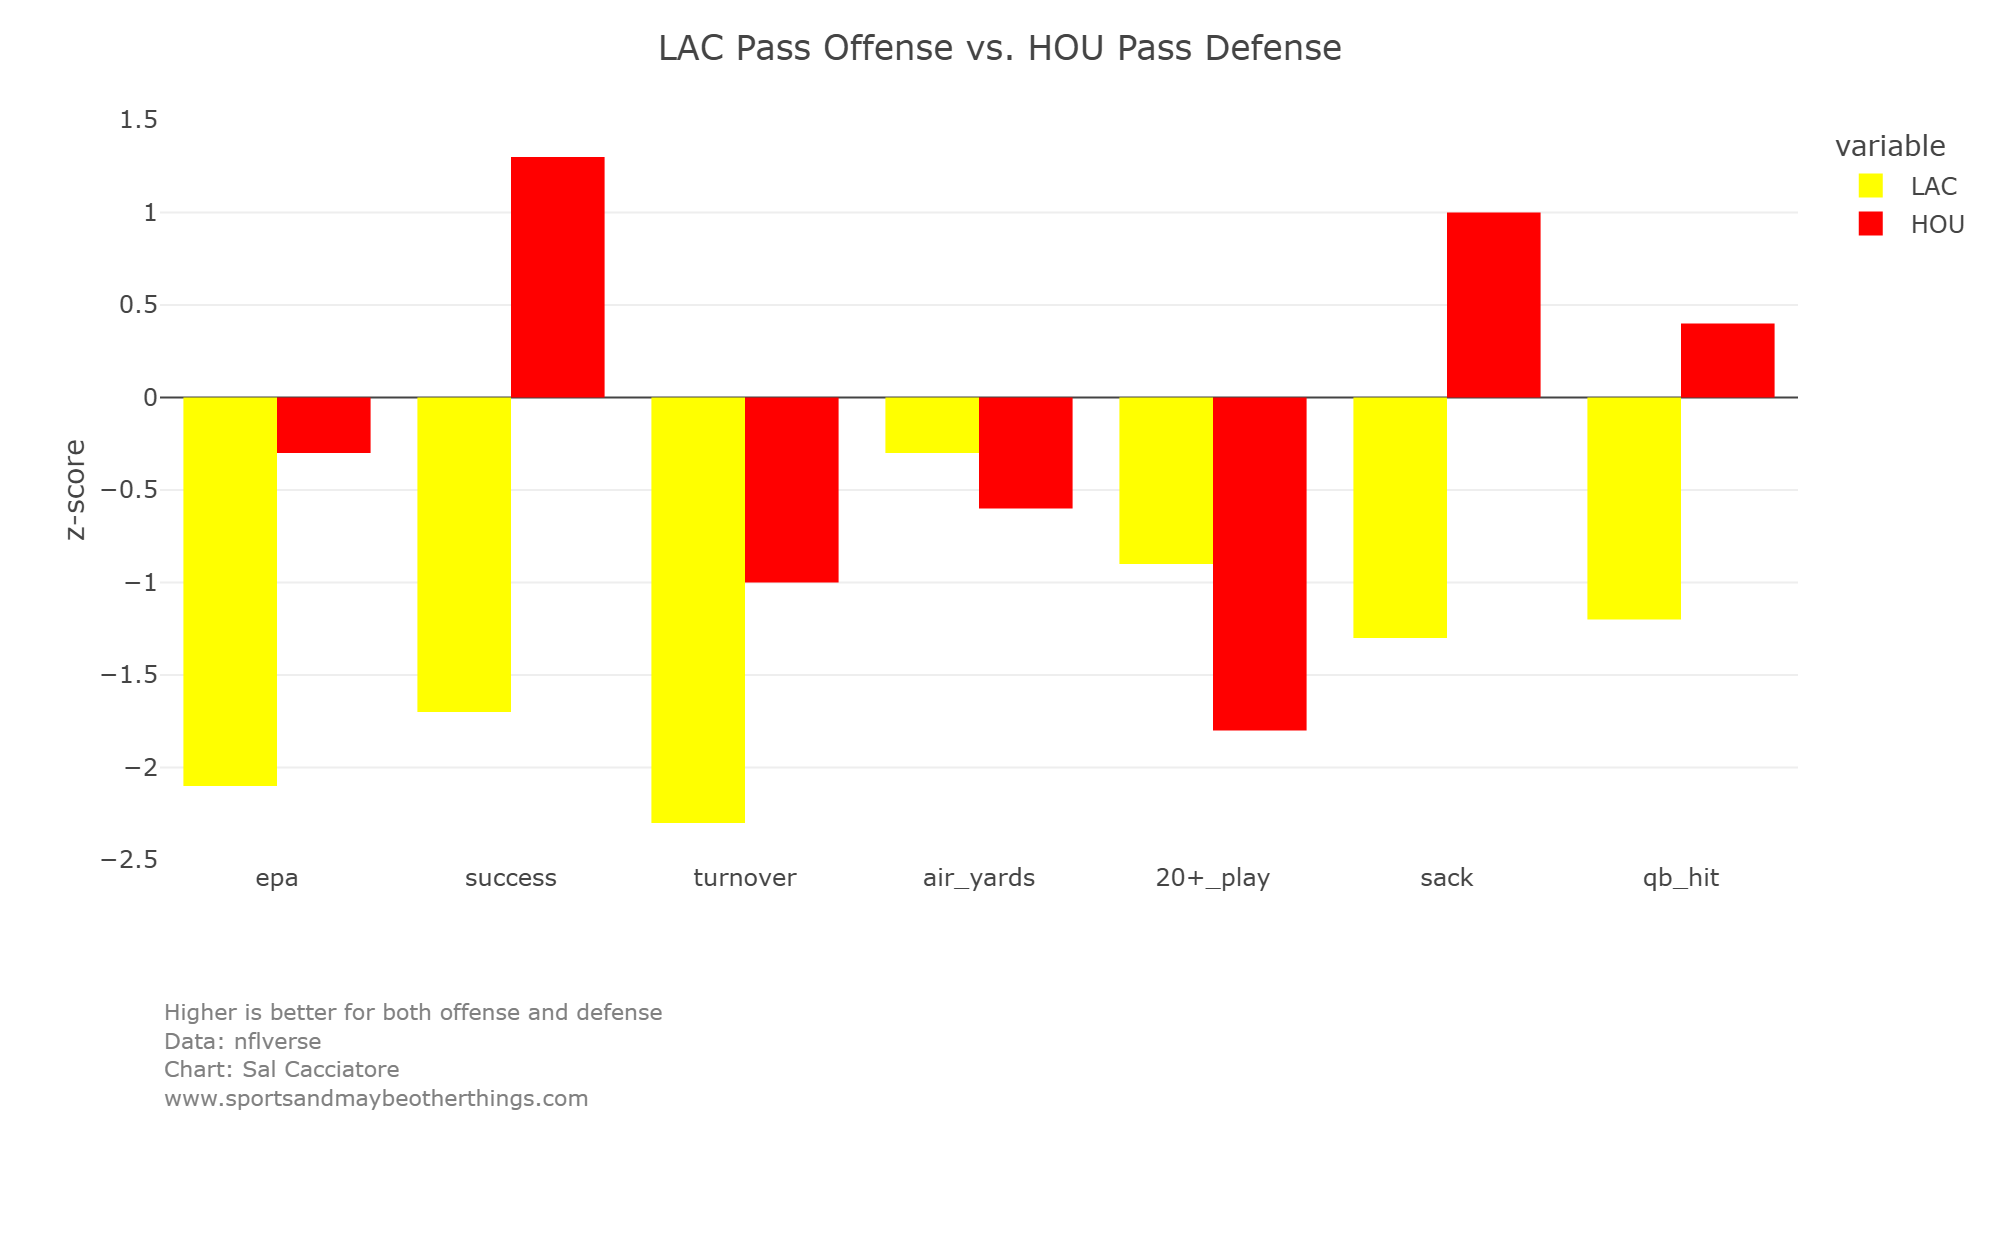 LAC Pass Offense vs. HOU Pass Defense
1.5
1
0.5
0
−0.5
−1
−1.5
−2
−2.5
z-score
epa success turnover air_yards 20+_play sack qb_hit
variable
LAC
HOU
Higher is better for both offense and defense
Data: nflverse
Chart: Sal Cacciatore
www.sportsandmaybeotherthings.com